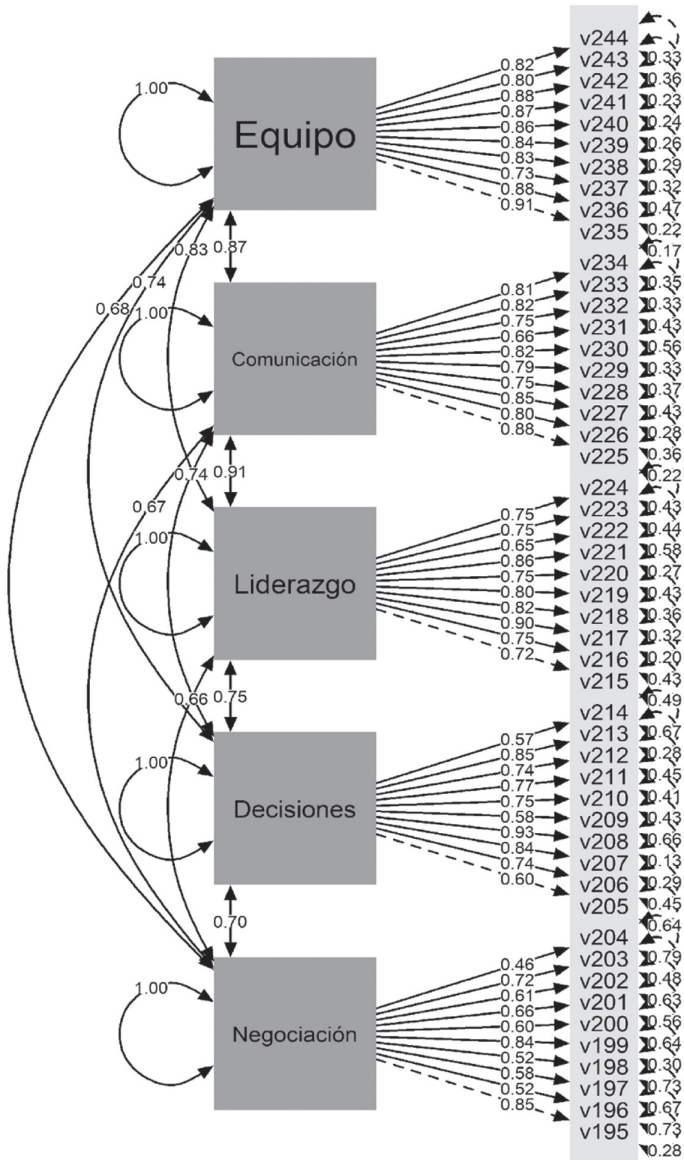 1.00
Equipo
0.82
0.80
0.88
0.87
0.86
0.84
0.83
0.73
0.88
0.91
v244
v243
v242
v241
v240
v239
v238
v237
v236
v235
0.33
0.36
0.23
0.24
0.26
0.29
0.32
0.47
0.22
0.17
0.83
0.87
0.74
0.68
1.00
Comunicación
0.81
0.82
0.75
0.66
0.82
0.79
0.75
0.85
0.80
0.88
v234
v233
v232
v231
v230
v229
v228
v227
v226
v225
0.35
0.33
0.43
0.56
0.33
0.37
0.43
0.28
0.36
0.22
0.74
0.91
0.67
1.00
Liderazgo
0.75
0.75
0.65
0.86
0.75
0.80
0.82
0.90
0.75
0.72
v224
v223
v222
v221
v220
v219
v218
v217
v216
v215
0.43
0.44
0.58
0.27
0.43
0.36
0.32
0.20
0.43
0.49
0.66
0.75
1.00
Decisiones
0.57
0.85
0.74
0.77
0.75
0.58
0.93
0.84
0.74
0.60
v214
v213
v212
v211
v210
v209
v208
v207
v206
v205
0.67
0.28
0.45
0.41
0.43
0.66
0.13
0.29
0.45
0.64
0.70
1.00
Negociación
0.46
0.72
0.61
0.66
0.60
0.84
0.52
0.58
0.52
0.85
v204
v203
v202
v201
v200
v199
v198
v197
v196
v195
0.79
0.48
0.63
0.56
0.64
0.30
0.73
0.67
0.73
0.28